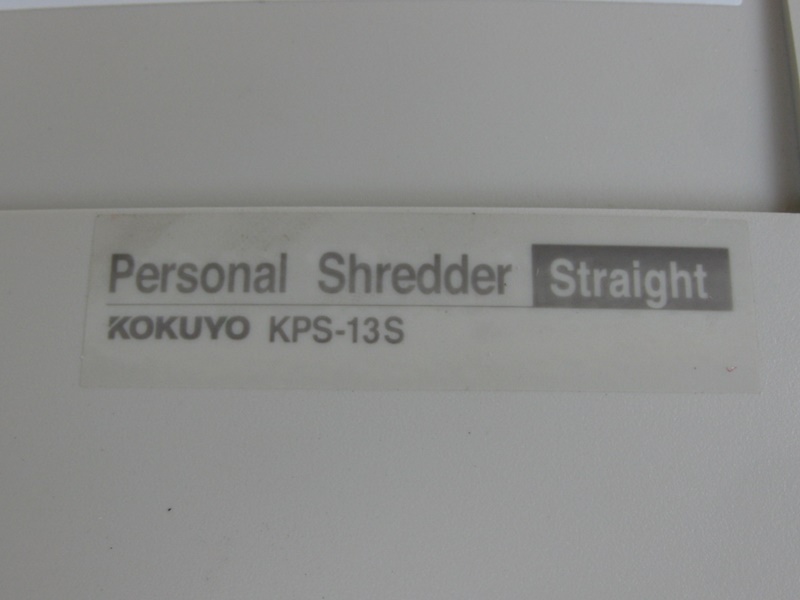 Personal Shredder Straight
KOKUYO KPS-13S